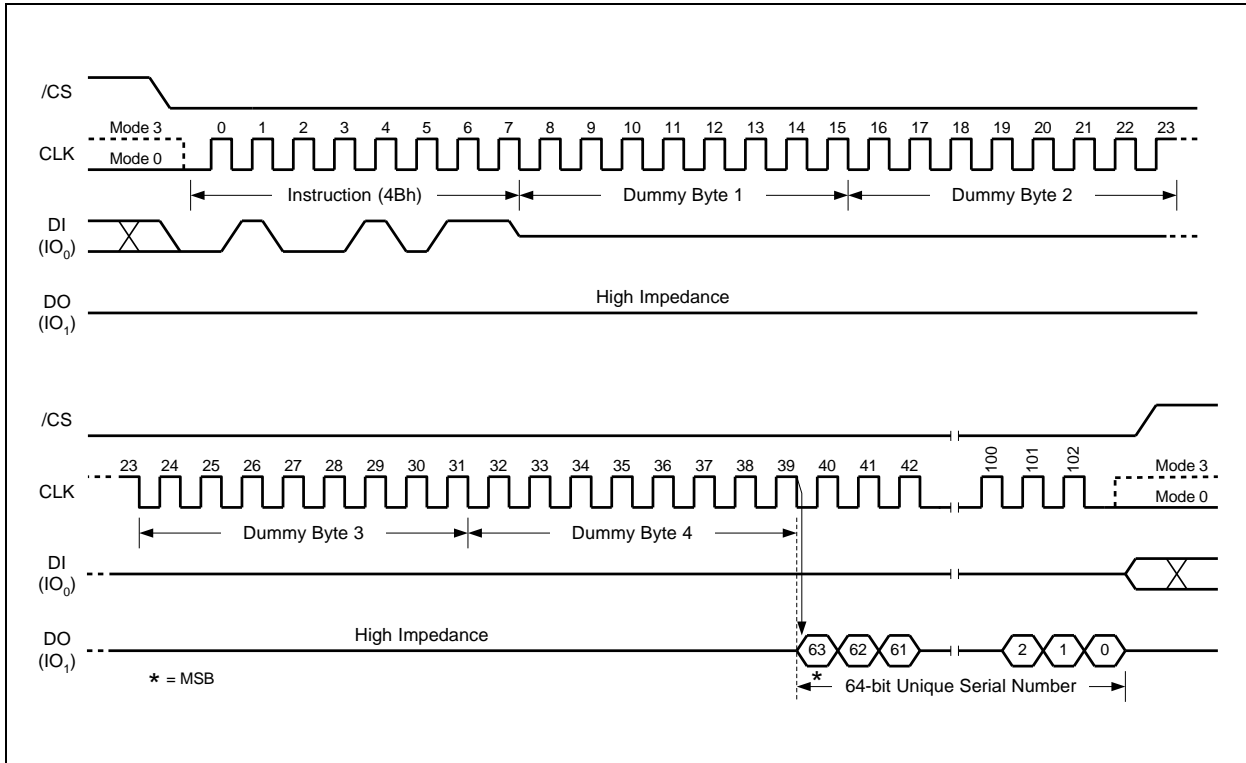 /CS
Mode 3 0 1 2 3 4 5 6 7 8 9 10 11 12 13 14 15 16 17 18 19 20 21 22 23
CLK
Mode 0
Instruction (4Bh) Dummy Byte 1 Dummy Byte 2
DI
(IO0)
High Impedance
DO
(IO1)
/CS
23 24 25 26 27 28 29 30 31 32 33 34 35 36 37 38 39 40 41 42 100 101 102 Mode 3
CLK
Mode 0
Dummy Byte 3 Dummy Byte 4
DI
(IO0)
High Impedance
DO
(IO1)
63 62 61 2 1 0
* = MSB
*
64-bit Unique Serial Number